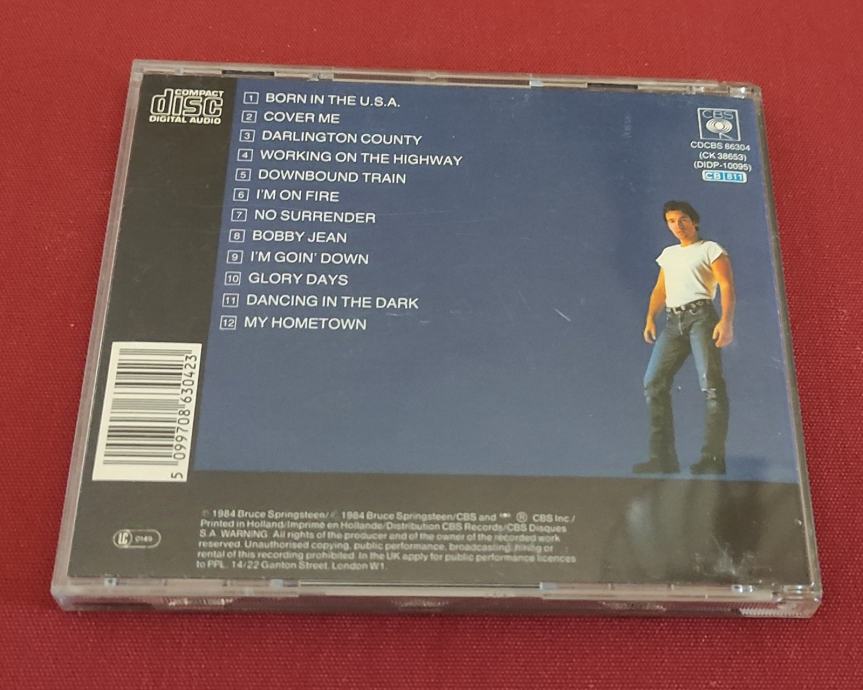 COMPACT
disc
DIGITAL AUDIO
1 BORN IN THE U.S.A.
2 COVER ME
3 DARLINGTON COUNTY
4 WORKING ON THE HIGHWAY
5 DOWNBOUND TRAIN
6 I'M ON FIRE
7 NO SURRENDER
8 BOBBY JEAN
9 I'M GOIN' DOWN
10 GLORY DAYS
11 DANCING IN THE DARK
12 MY HOMETOWN
CBS
CDCBS 86304
(CK 38653)
(DIDP-10095)
CB 811
5 099708 630423
LC 0149
℗ 1984 Bruce Springsteen/© 1984 Bruce Springsteen/CBS and ® CBS Inc./
Printed in Holland/Imprimé en Hollande/Distribution CBS Records/CBS Disques
S.A. WARNING: All rights of the producer and of the owner of the recorded work
reserved. Unauthorised copying, public performance, broadcasting, hiring or
rental of this recording prohibited. In the UK apply for public performance licences
to PPL, 14/22 Ganton Street, London W1.